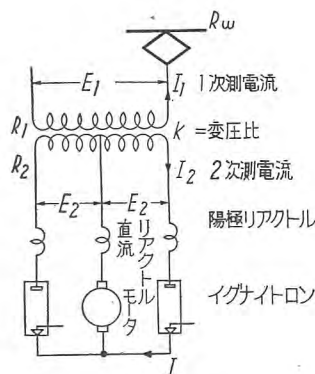 Rω
E₁
I₁ 1次測電流
R₁
K =変圧比
R₂
I₂ 2次測電流
E₂
E₂
陽極リアクトル
直流リアクトル
モータ
イグナイトロン
I